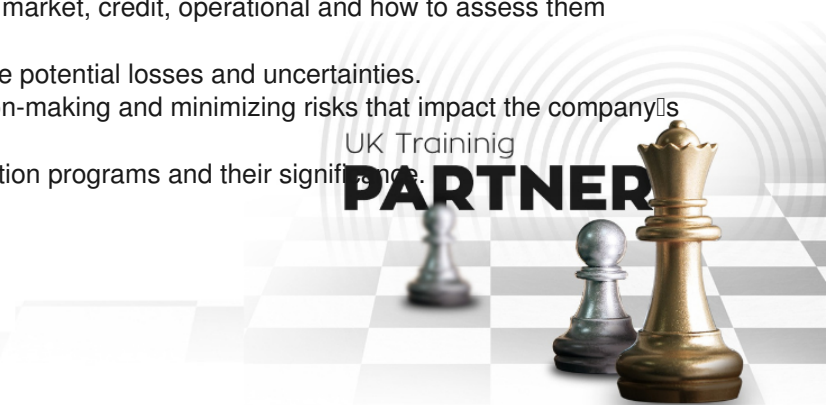 market, credit, operational and how to assess them
e potential losses and uncertainties.
n-making and minimizing risks that impact the company▯s
UK Traininig
tion programs and their significance.
PARTNER